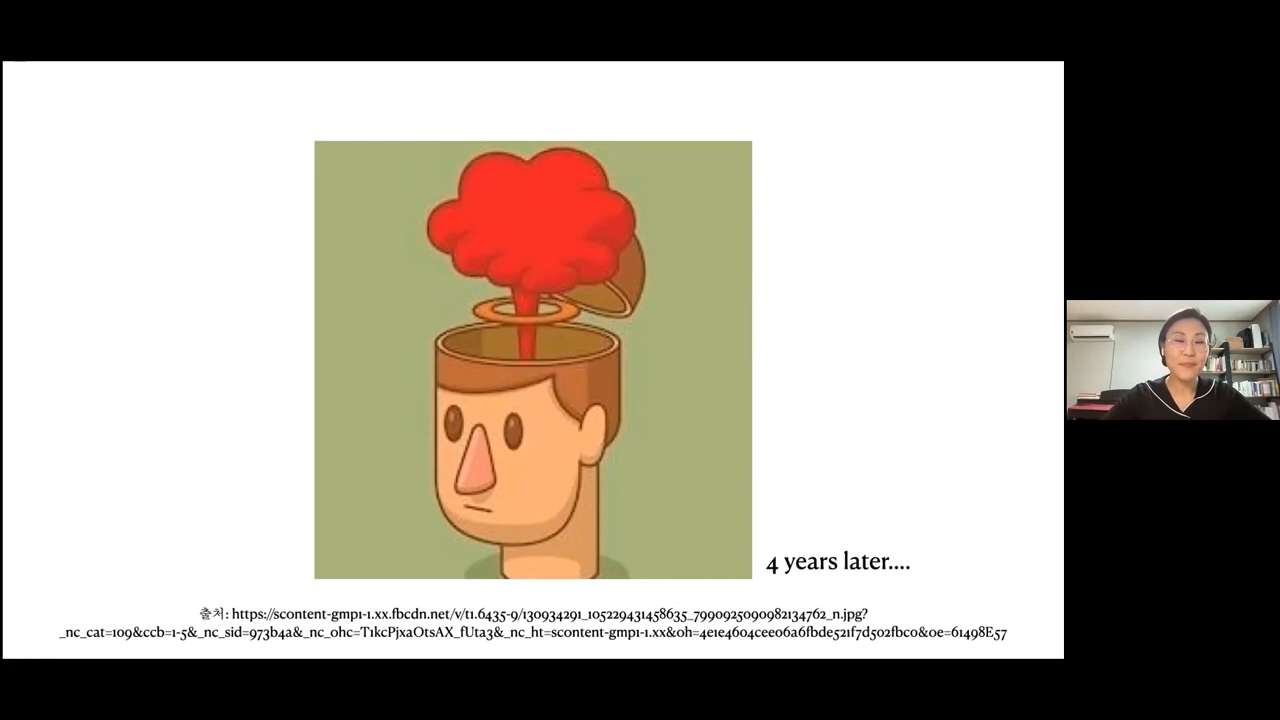 4 years later....
출처: https://scontent-gmp1-1.xx.fbcdn.net/v/t1.6435-9/130934291_105229431458635_7990925090982134762_n.jpg?
_nc_cat=109&ccb=1-5&_nc_sid=973b4a&_nc_ohc=T1kcPjxaOtsAX_fUta3&_nc_ht=scontent-gmp1-1.xx&oh=4e1e4604cee06a6fbde521f7d502fbc0&oe=61498E57